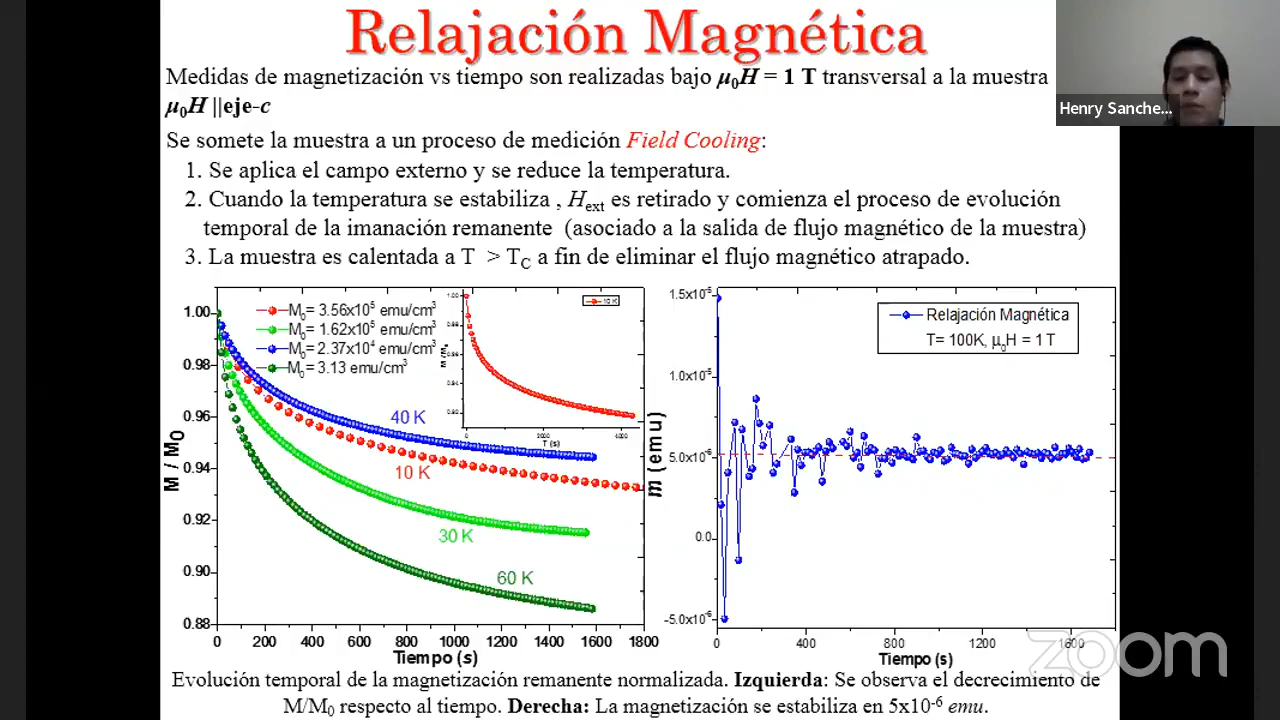 Relajación Magnética
Medidas de magnetización vs tiempo son realizadas bajo μ₀H = 1 T transversal a la muestra
μ₀H ||eje-c
Henry Sanche...
Se somete la muestra a un proceso de medición Field Cooling:
1. Se aplica el campo externo y se reduce la temperatura.
2. Cuando la temperatura se estabiliza , Hext es retirado y comienza el proceso de evolución
temporal de la imanación remanente (asociado a la salida de flujo magnético de la muestra)
3. La muestra es calentada a T > TC a fin de eliminar el flujo magnético atrapado.
M₀= 3.56x10⁵ emu/cm³
M₀= 1.62x10⁵ emu/cm³
M₀= 2.37x10⁴ emu/cm³
M₀= 3.13 emu/cm³
1.00
0.98
0.96
0.94
0.92
0.90
0.88
M / M₀
40 K
10 K
30 K
60 K
0 200 400 600 800 1000 1200 1400 1600 1800
Tiempo (s)
10 K
1.00
M / M₀
0 2000 4000
T (s)
1.5x10⁻⁵
1.0x10⁻⁵
5.0x10⁻⁶
0.0
-5.0x10⁻⁶
m (emu)
Relajación Magnética
T= 100K, μ₀H = 1 T
0 400 800 1200 1600
Tiempo (s)
zoom
Evolución temporal de la magnetización remanente normalizada. Izquierda: Se observa el decrecimiento de
M/M₀ respecto al tiempo. Derecha: La magnetización se estabiliza en 5x10⁻⁶ emu.